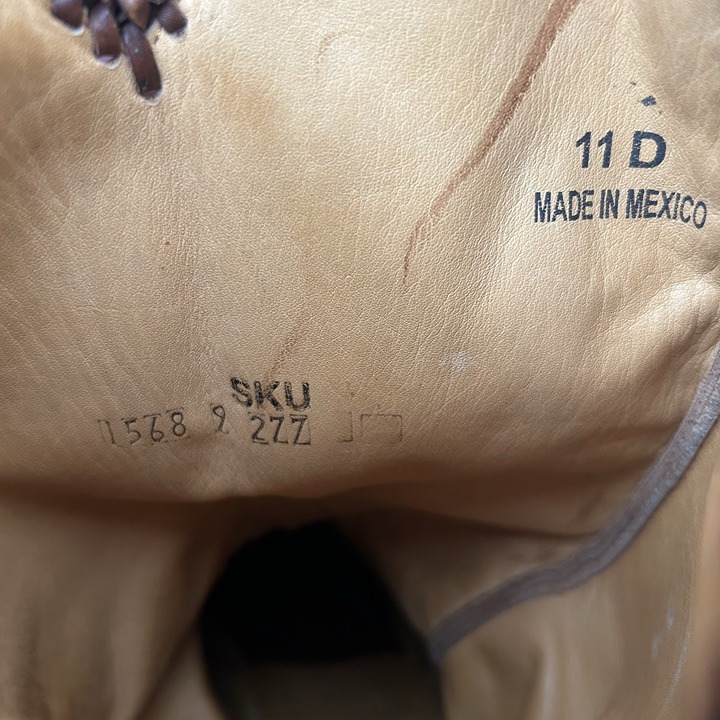 11 D
MADE IN MEXICO
SKU
1568 9 2ZZ